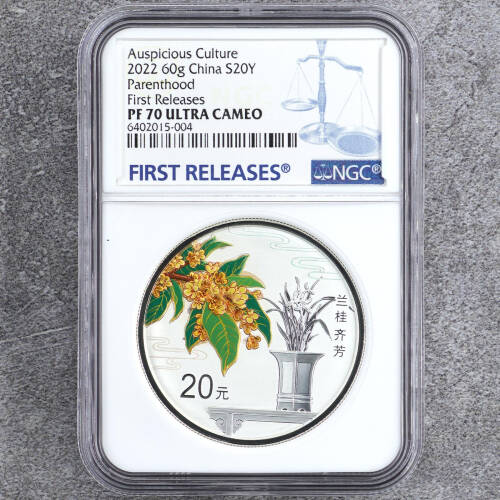 Auspicious Culture
2022 60g China S20Y
Parenthood
First Releases
PF 70 ULTRA CAMEO
6402015-004
FIRST RELEASES®
NGC®
兰桂齐芳
20元